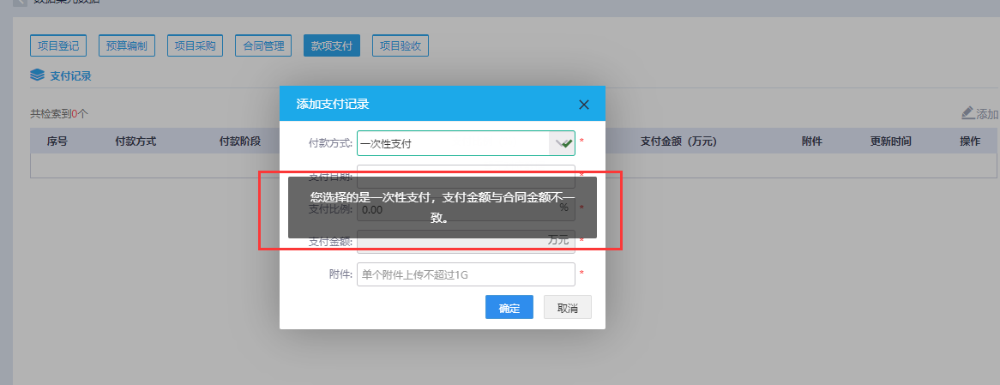 数据集元数据
项目登记 预算编制 项目采购 合同管理 款项支付 项目验收
支付记录
共检索到0个
添加
序号 付款方式 付款阶段 支付金额（万元） 附件 更新时间 操作
添加支付记录
付款方式: 一次性支付 *
支付日期: *
您选择的是一次性支付，支付金额与合同金额不一
致。
支付比例: 0.00 % *
支付金额: 万元 *
附件: 单个附件上传不超过1G *
确定 取消